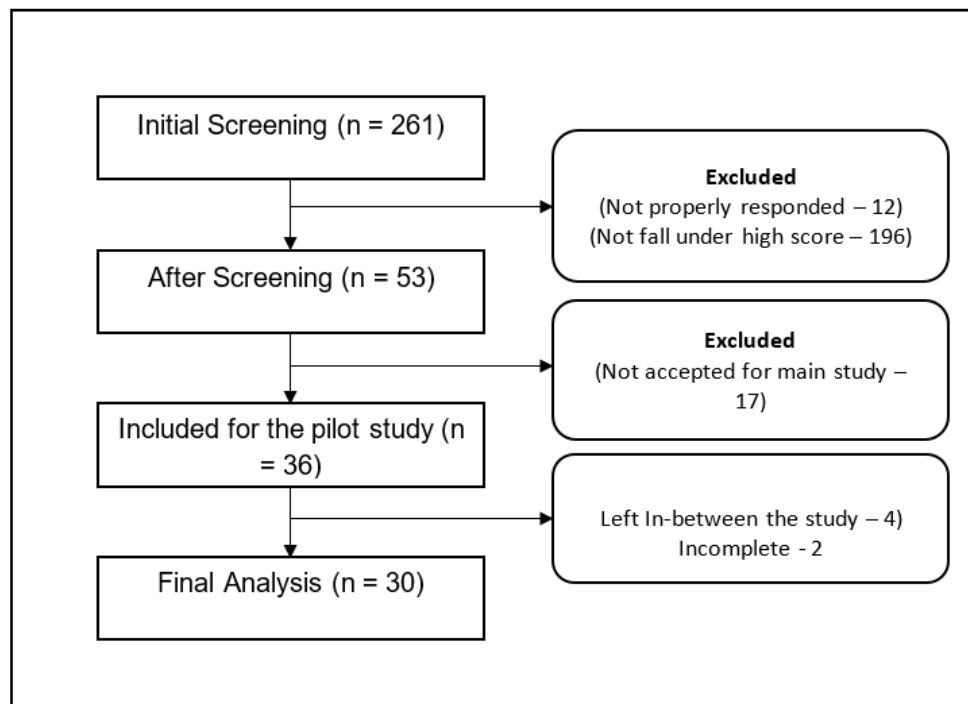 Initial Screening (n = 261)
Excluded
(Not properly responded – 12)
(Not fall under high score – 196)
After Screening (n = 53)
Excluded
(Not accepted for main study –
17)
Included for the pilot study (n
= 36)
Left In-between the study – 4)
Incomplete - 2
Final Analysis (n = 30)